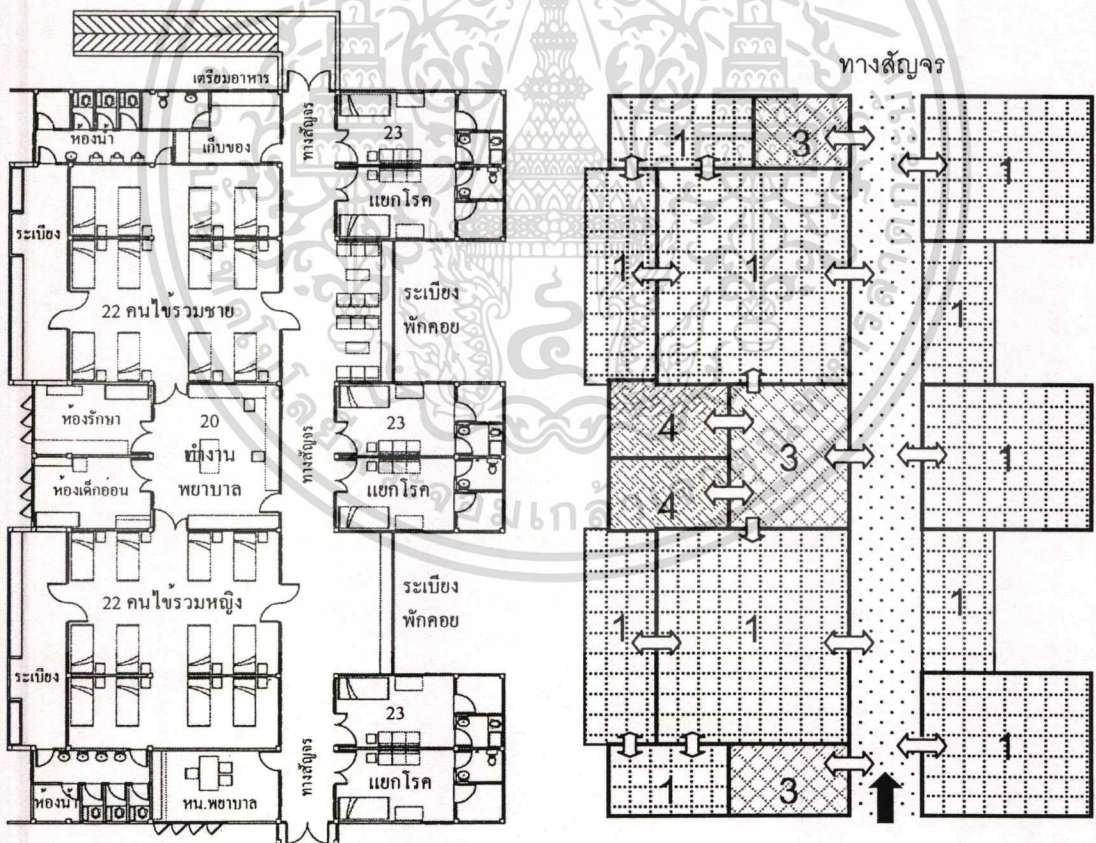 ทางสัญจร
เตรียมอาหาร
ห้องน้ำ
เก็บของ
ทางสัญจร
23
แยกโรค
ระเบียง
22 คนไข้รวมชาย
ระเบียง
พักคอย
ห้องรักษา
20
ทำงาน
พยาบาล
ห้องเด็กอ่อน
ทางสัญจร
23
แยกโรค
22 คนไข้รวมหญิง
ระเบียง
พักคอย
ระเบียง
23
แยกโรค
ทางสัญจร
ห้องน้ำ
หน.พยาบาล
1
3
1
1
1
1
4
3
1
4
1
1
1
1
3
1